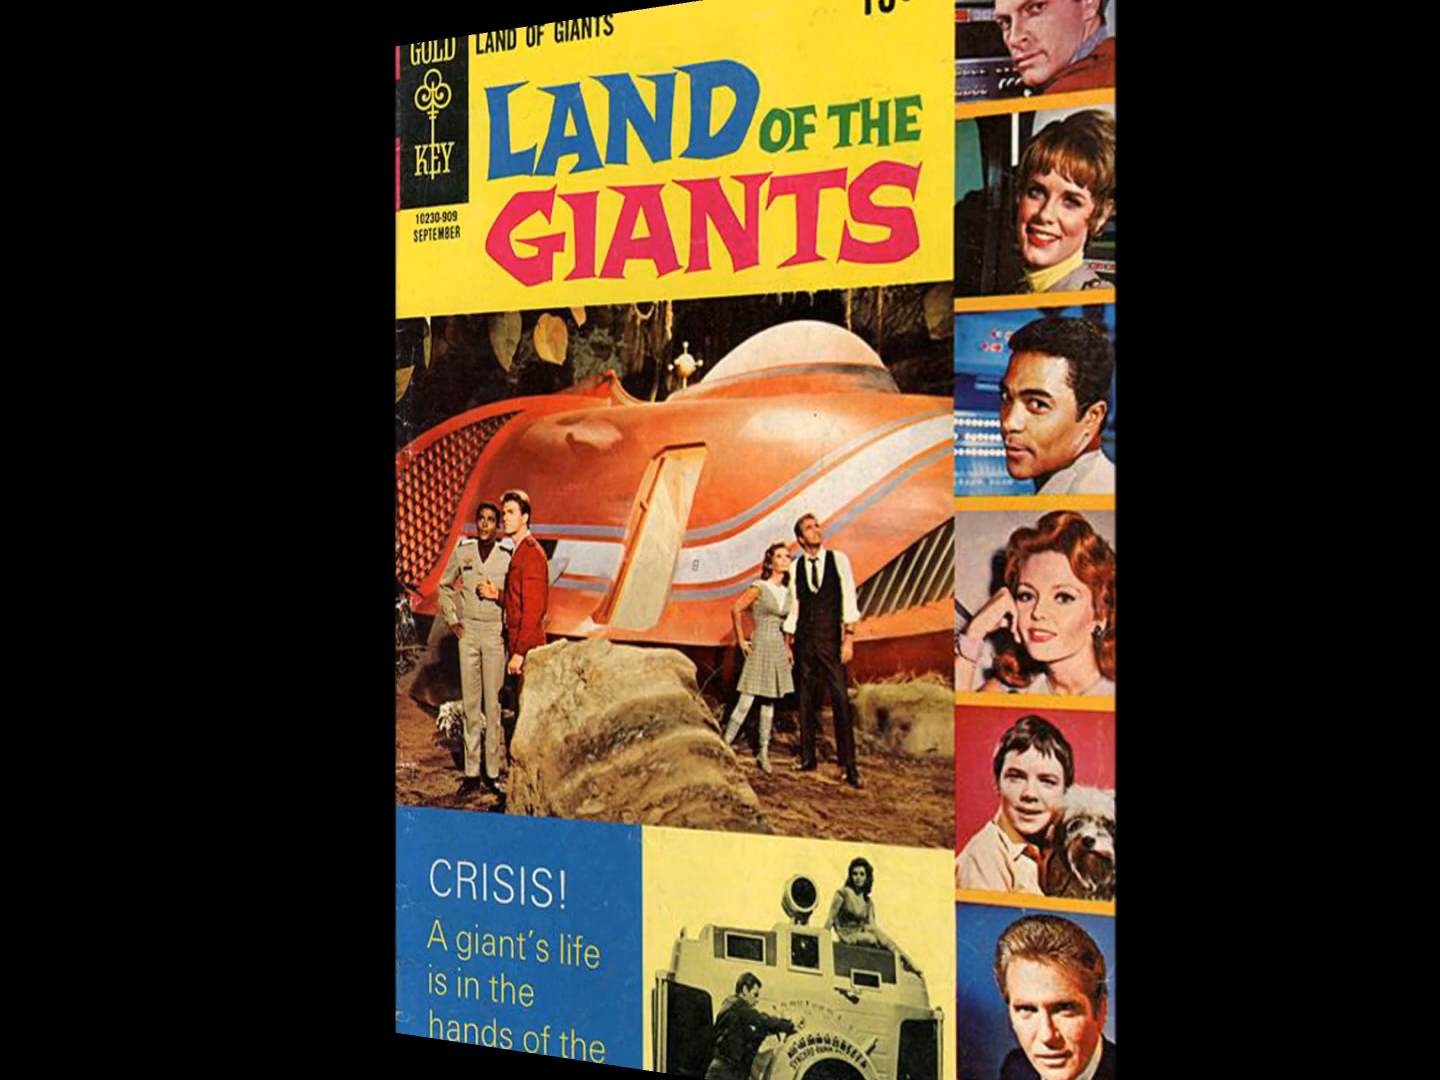 GOLD
KEY
LAND OF GIANTS
LAND OF THE
GIANTS
10230-909
SEPTEMBER
CRISIS!
A giant's life
is in the
hands of the